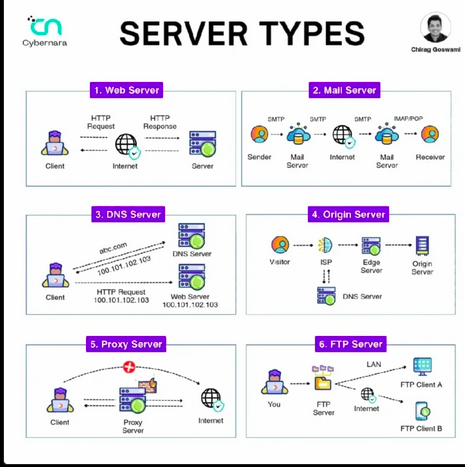 cn
Cybernara
SERVER TYPES
Chirag Goswami
1. Web Server
HTTP
Request
HTTP
Response
Client
Internet
Server
2. Mail Server
SMTP
SMTP
SMTP
IMAP/POP
Sender
Mail
Server
Internet
Mail
Server
Receiver
3. DNS Server
abc.com
100.101.102.103
DNS Server
Client
HTTP Request
100.101.102.103
Web Server
100.101.102.103
4. Origin Server
Visitor
ISP
Edge
Server
Origin
Server
DNS Server
5. Proxy Server
Client
Proxy
Server
Internet
6. FTP Server
LAN
You
FTP
Server
Internet
FTP Client A
FTP Client B